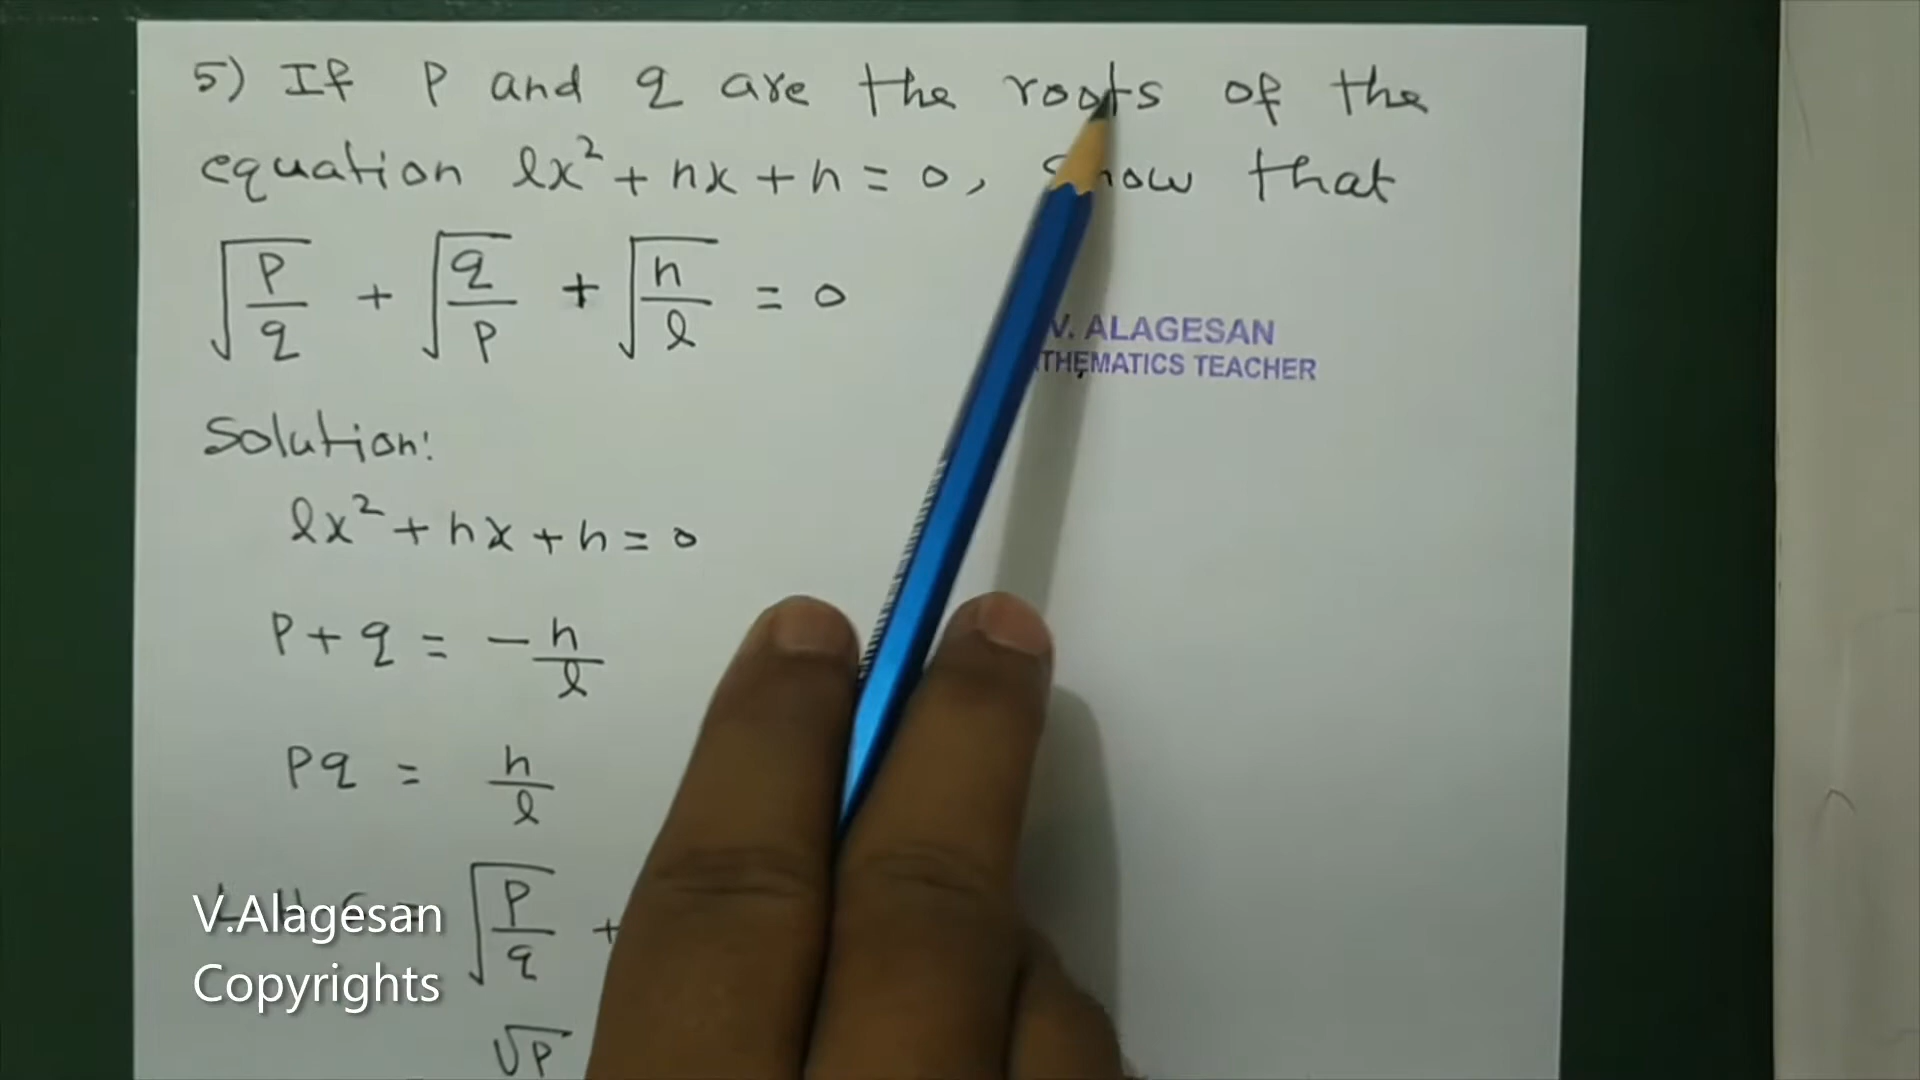 5) If P and q are the roots of the
equation lx² + nx + n = 0, Show that
√(P/q) + √(q/P) + √(n/l) = 0
V. ALAGESAN
THEMATICS TEACHER
Solution:
lx² + nx + n = 0
P + q = - n/l
Pq = n/l
√(P/q) +
V.Alagesan
Copyrights
√P